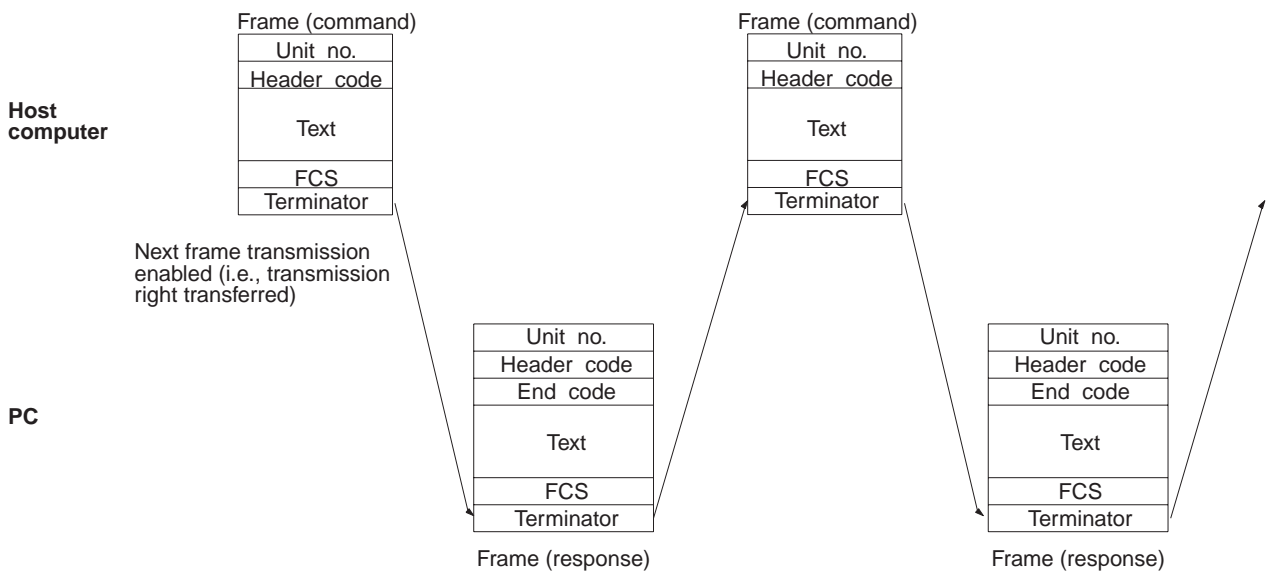 Frame (command)
Unit no.
Header code
Text
FCS
Terminator
Frame (command)
Unit no.
Header code
Text
FCS
Terminator
Host
computer
Next frame transmission
enabled (i.e., transmission
right transferred)
PC
Unit no.
Header code
End code
Text
FCS
Terminator
Frame (response)
Unit no.
Header code
End code
Text
FCS
Terminator
Frame (response)